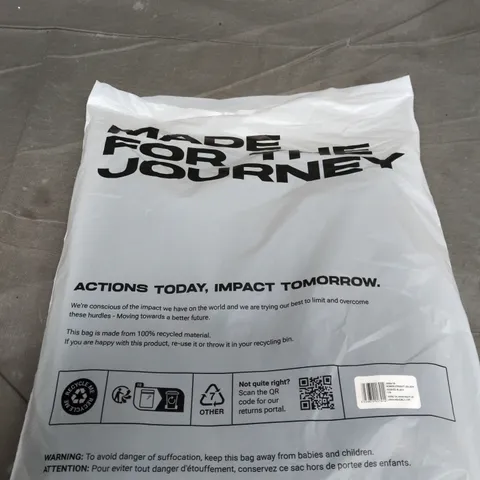 MADE
FOR THE
JOURNEY
ACTIONS TODAY, IMPACT TOMORROW.
We're conscious of the impact we have on the world and we are trying our best to limit and overcome
these hurdles - Moving towards a better future.
This bag is made from 100% recycled material.
If you are happy with this product, re-use it or throw it in your recycling bin.
RECYCLE ME
RECYCLE ME
7
OTHER
Not quite right?
Scan the QR
code for our
returns portal.
WARNING: To avoid danger of suffocation, keep this bag away from babies and children.
ATTENTION: Pour eviter tout danger d'étouffement, conservez ce sac hors de portee des enfants.